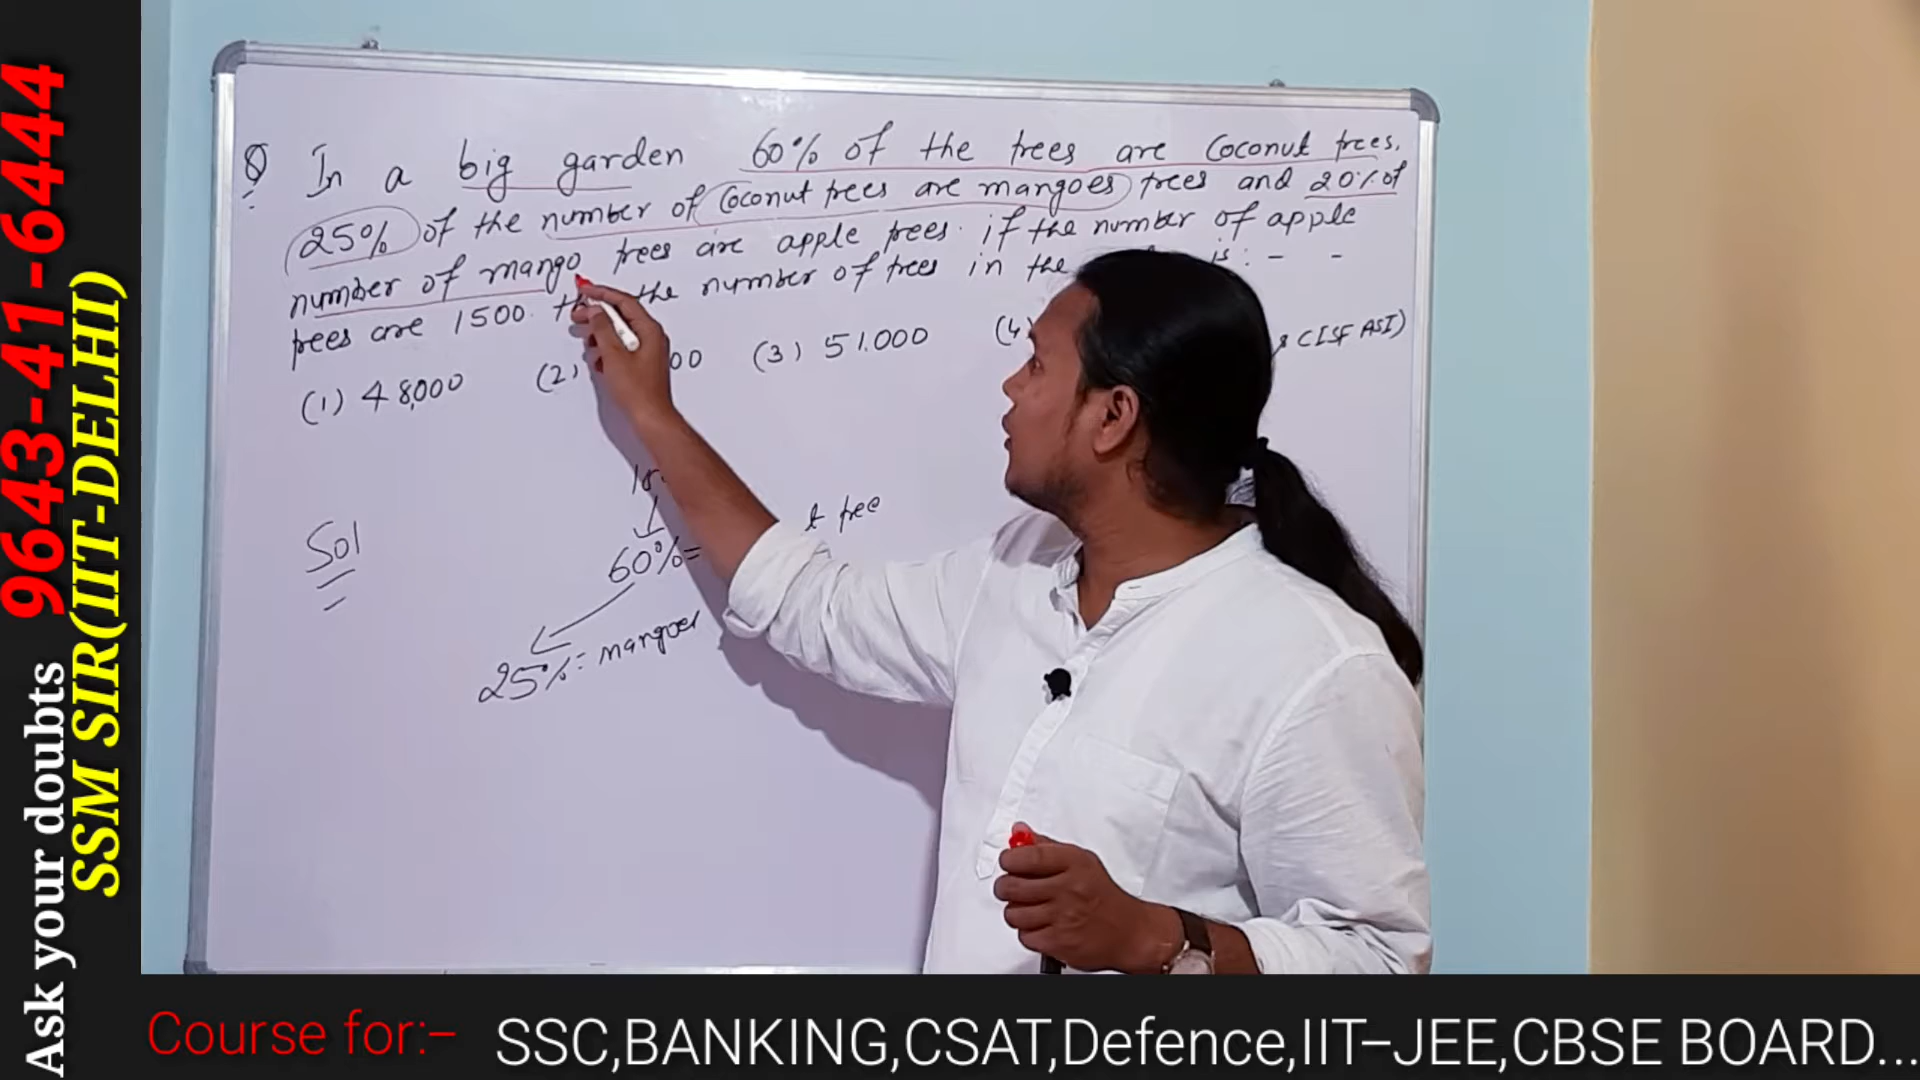 Q In a big garden 60% of the trees are Coconut trees.
25% of the number of Coconut trees are mangoes trees and 20% of
number of mango trees are apple trees. if the number of apple
trees are 1500. the number of trees in the is :- -
(1) 48,000 (2) 00 (3) 51.000 (4) & CISF ASI)
Sol
60% = t tree
25% = mangoes
Ask your doubts 9643-41-6444
SSM SIR(IIT-DELHI)
Course for:- SSC,BANKING,CSAT,Defence,IIT-JEE,CBSE BOARD...